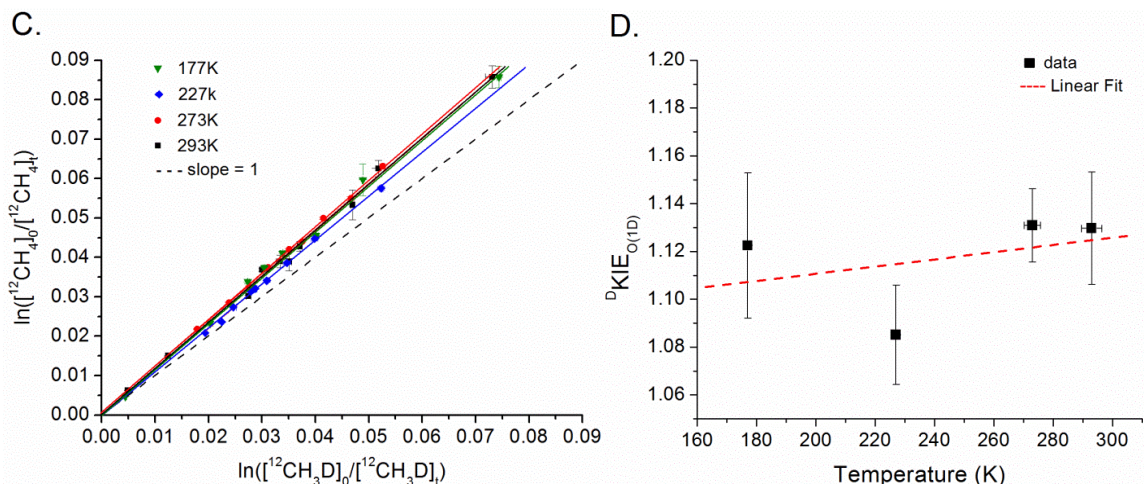 C.
177K
227k
273K
293K
slope = 1
0.09
0.08
0.07
0.06
0.05
0.04
0.03
0.02
0.01
0.00
ln([¹²CH₄]₀/[¹²CH₄]ₜ)
0.00 0.01 0.02 0.03 0.04 0.05 0.06 0.07 0.08 0.09
ln([¹²CH₃D]₀/[¹²CH₃D]ₜ)
D.
data
Linear Fit
1.20
1.18
1.16
1.14
1.12
1.10
1.08
1.06
ᴰKIE_O(1D)
160 180 200 220 240 260 280 300
Temperature (K)